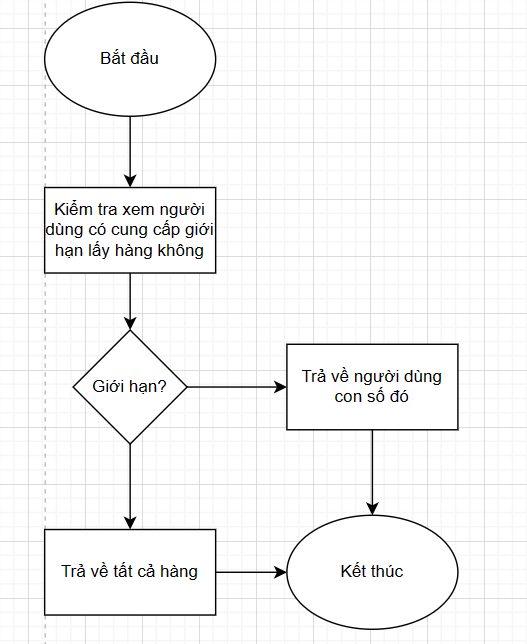 Bắt đầu
Kiểm tra xem người
dùng có cung cấp giới
hạn lấy hàng không
Giới hạn?
Trả về người dùng
con số đó
Trả về tất cả hàng
Kết thúc